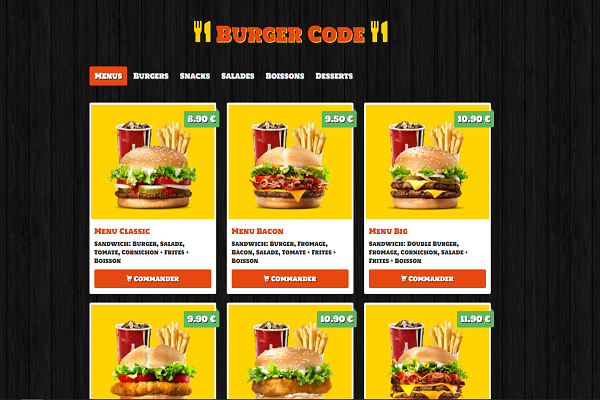 Burger Code
Menus Burgers Snacks Salades Boissons Desserts
8.90 € 9.50 € 10.90 €
Menu Classic
Sandwich: Burger, Salade,
Tomate, Cornichon + Frites +
Boisson
Commander
Menu Bacon
Sandwich: Burger, Fromage,
Bacon, Salade, Tomate + Frites +
Boisson
Commander
Menu Big
Sandwich: Double Burger,
Fromage, Cornichon, Salade +
Frites + Boisson
Commander
9.90 € 10.90 € 11.90 €